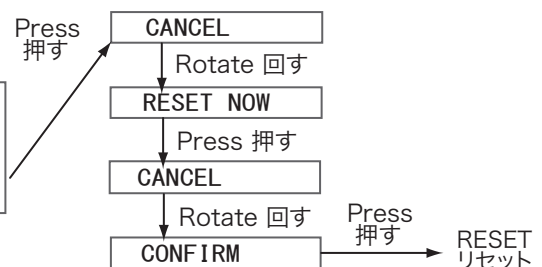 Press
押す
CANCEL
Rotate 回す
RESET NOW
Press 押す
CANCEL
Rotate 回す
CONFIRM
Press
押す
RESET
リセット